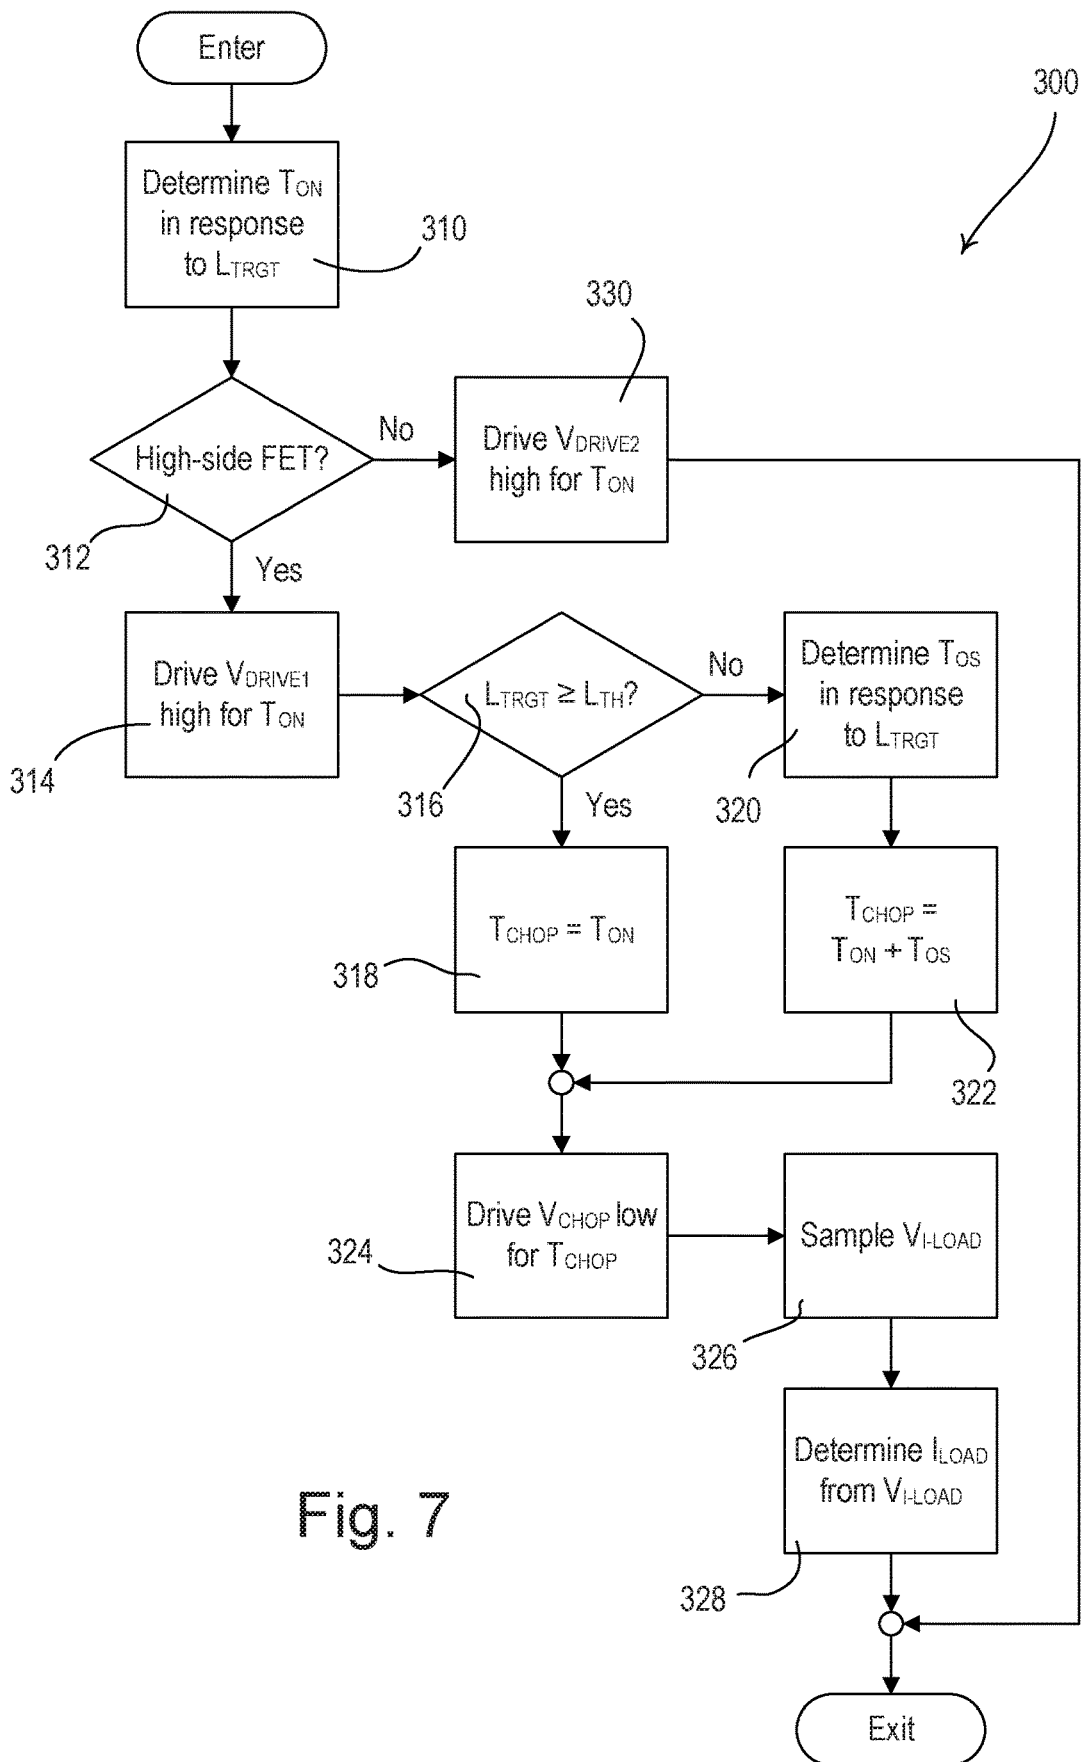 Enter
300
Determine TON
in response
to LTRGT
310
330
High-side FET?
No
Drive VDRIVE2
high for TON
312
Yes
Drive VDRIVE1
high for TON
314
LTRGT ≥ LTH?
No
316
Yes
Determine TOS
in response
to LTRGT
320
TCHOP = TON
318
TCHOP =
TON + TOS
322
Drive VCHOP low
for TCHOP
324
Sample VI-LOAD
326
Determine ILOAD
from VI-LOAD
328
Fig. 7
Exit